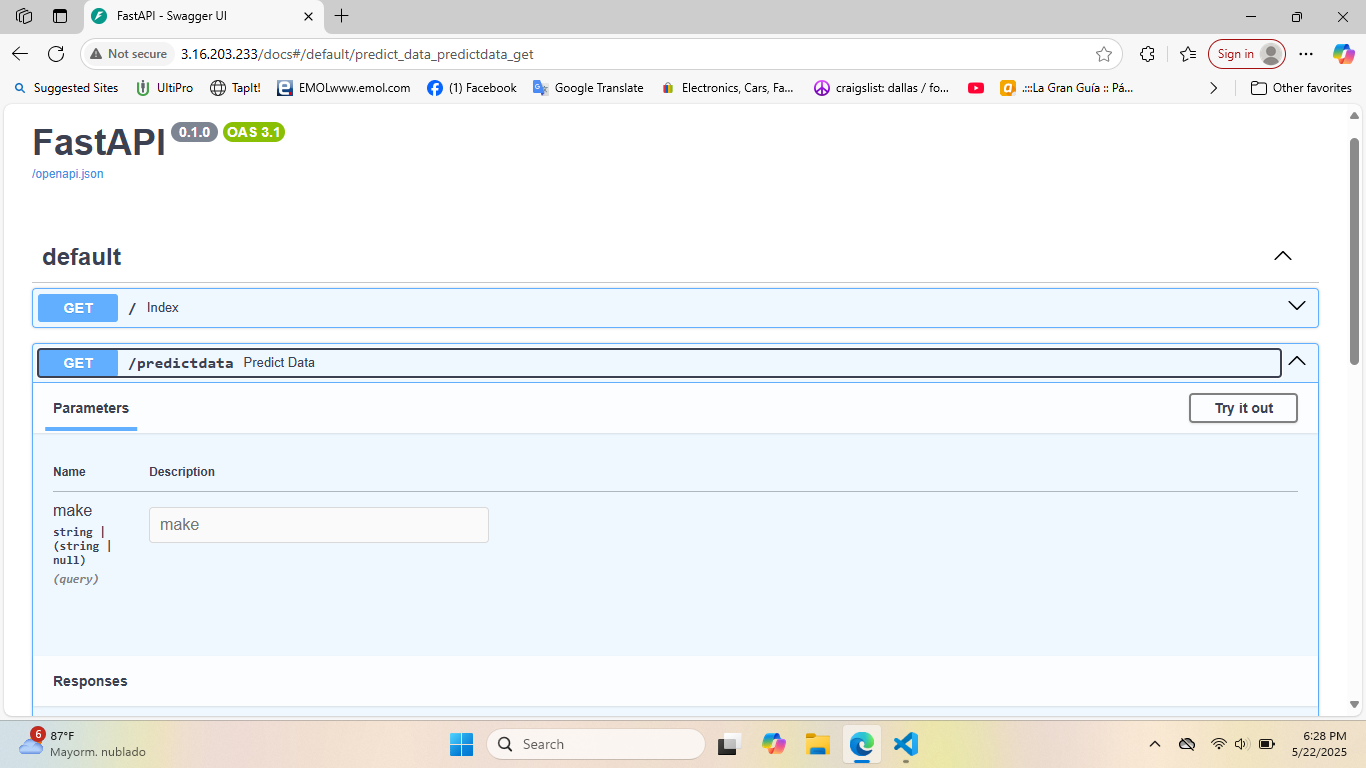 FastAPI - Swagger UI
Not secure 3.16.203.233/docs#/default/predict_data_predictdata_get Sign in
Suggested Sites UltiPro TapIt! EMOLwww.emol.com (1) Facebook Google Translate Electronics, Cars, Fa... craigslist: dallas / fo... .:::La Gran Guía :: Pá... Other favorites
FastAPI 0.1.0 OAS 3.1
/openapi.json
default
GET / Index
GET /predictdata Predict Data
Parameters Try it out
Name Description
make
string |
(string |
null)
(query)
make
Responses
6 87°F
Mayorm. nublado
Search
6:28 PM
5/22/2025